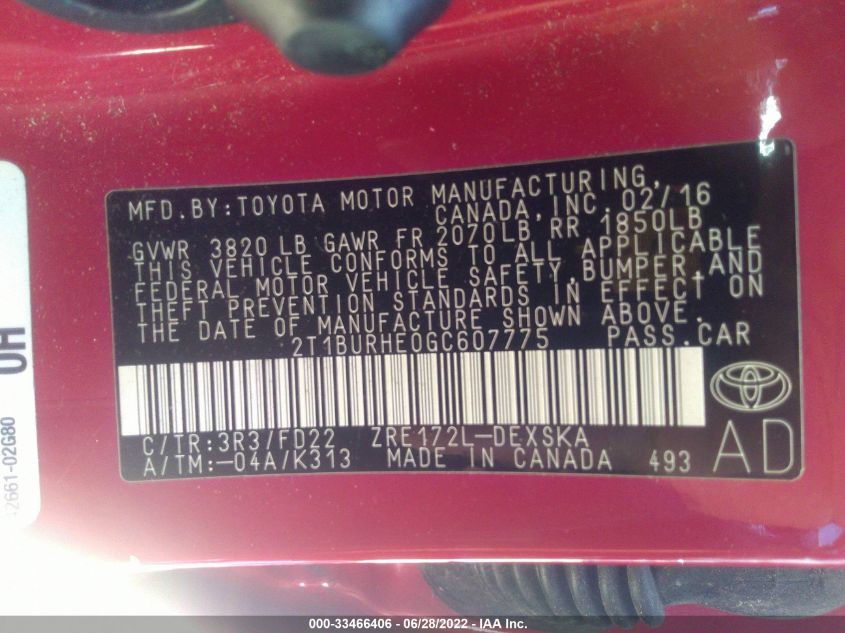 MFD.BY:TOYOTA MOTOR MANUFACTURING,
CANADA, INC. 02/16
GVWR 3820 LB GAWR FR 2070LB RR 1850LB
THIS VEHICLE CONFORMS TO ALL APPLICABLE
FEDERAL MOTOR VEHICLE SAFETY,BUMPER,AND
THEFT PREVENTION STANDARDS IN EFFECT ON
THE DATE OF MANUFACTURE SHOWN ABOVE.
2T1BURHE0GC607775 PASS.CAR
C/TR:3R3/FD22 ZRE172L-DEXSKA
A/TM:-04A/K313 MADE IN CANADA 493
AD
42661-02G80
000-33466406 - 06/28/2022 - IAA Inc.